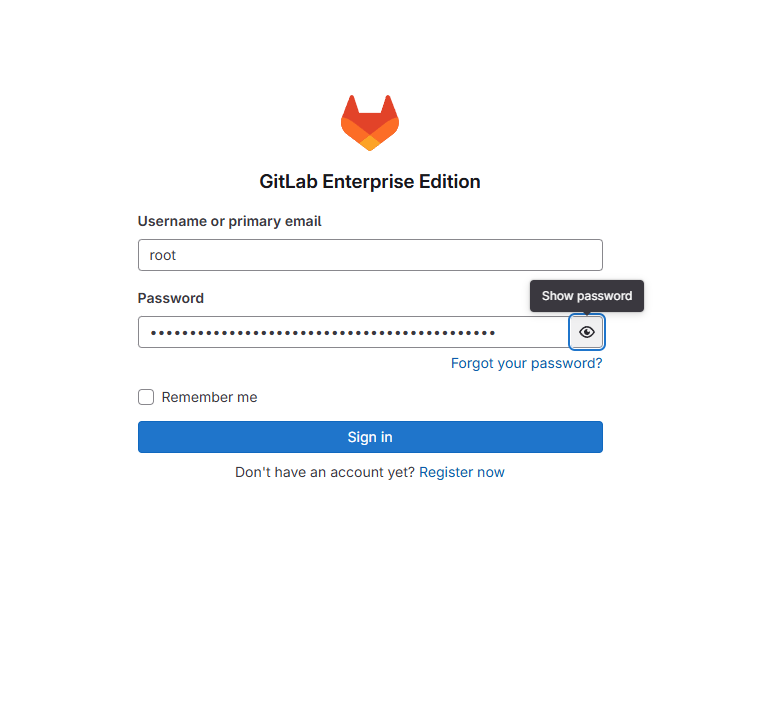 GitLab Enterprise Edition
Username or primary email
root
Password
Show password
••••••••••••••••••••••••••••••••••••••••••••
Forgot your password?
Remember me
Sign in
Don't have an account yet? Register now